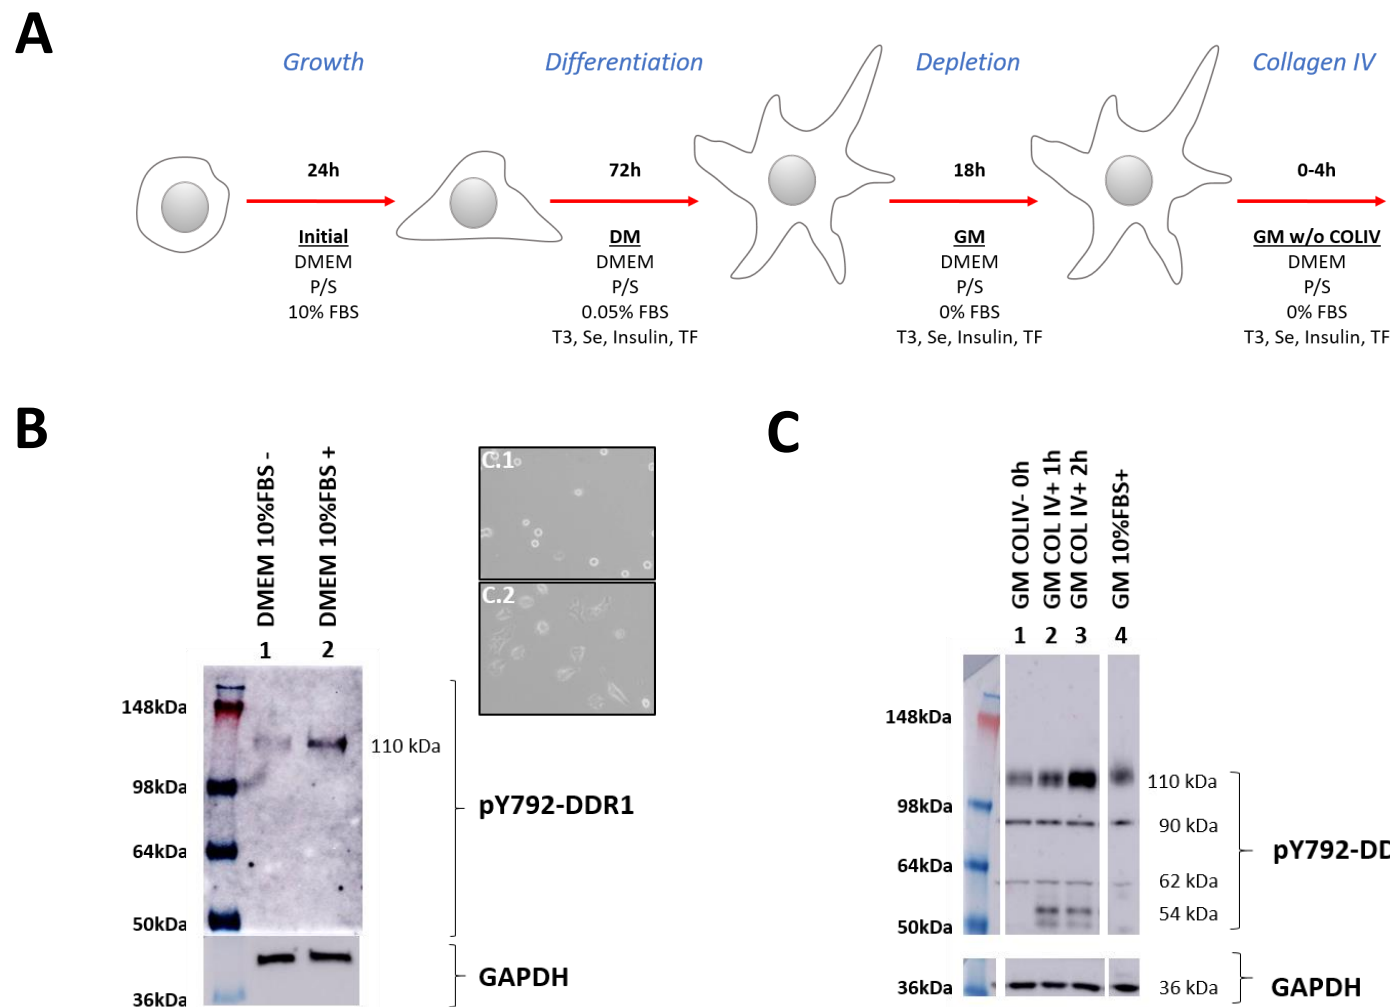 A
Growth
Differentiation
Depletion
Collagen IV
24h
72h
18h
0-4h
Initial
DMEM
P/S
10% FBS
DM
DMEM
P/S
0.05% FBS
T3, Se, Insulin, TF
GM
DMEM
P/S
0% FBS
T3, Se, Insulin, TF
GM w/o COLIV
DMEM
P/S
0% FBS
T3, Se, Insulin, TF
B
DMEM 10%FBS -
DMEM 10%FBS +
1
2
148kDa
98kDa
64kDa
50kDa
36kDa
110 kDa
pY792-DDR1
GAPDH
C.1
C.2
C
GM COLIV- 0h
GM COL IV+ 1h
GM COL IV+ 2h
GM 10%FBS+
1
2
3
4
148kDa
98kDa
64kDa
50kDa
36kDa
110 kDa
90 kDa
62 kDa
54 kDa
36 kDa
pY792-DD
GAPDH